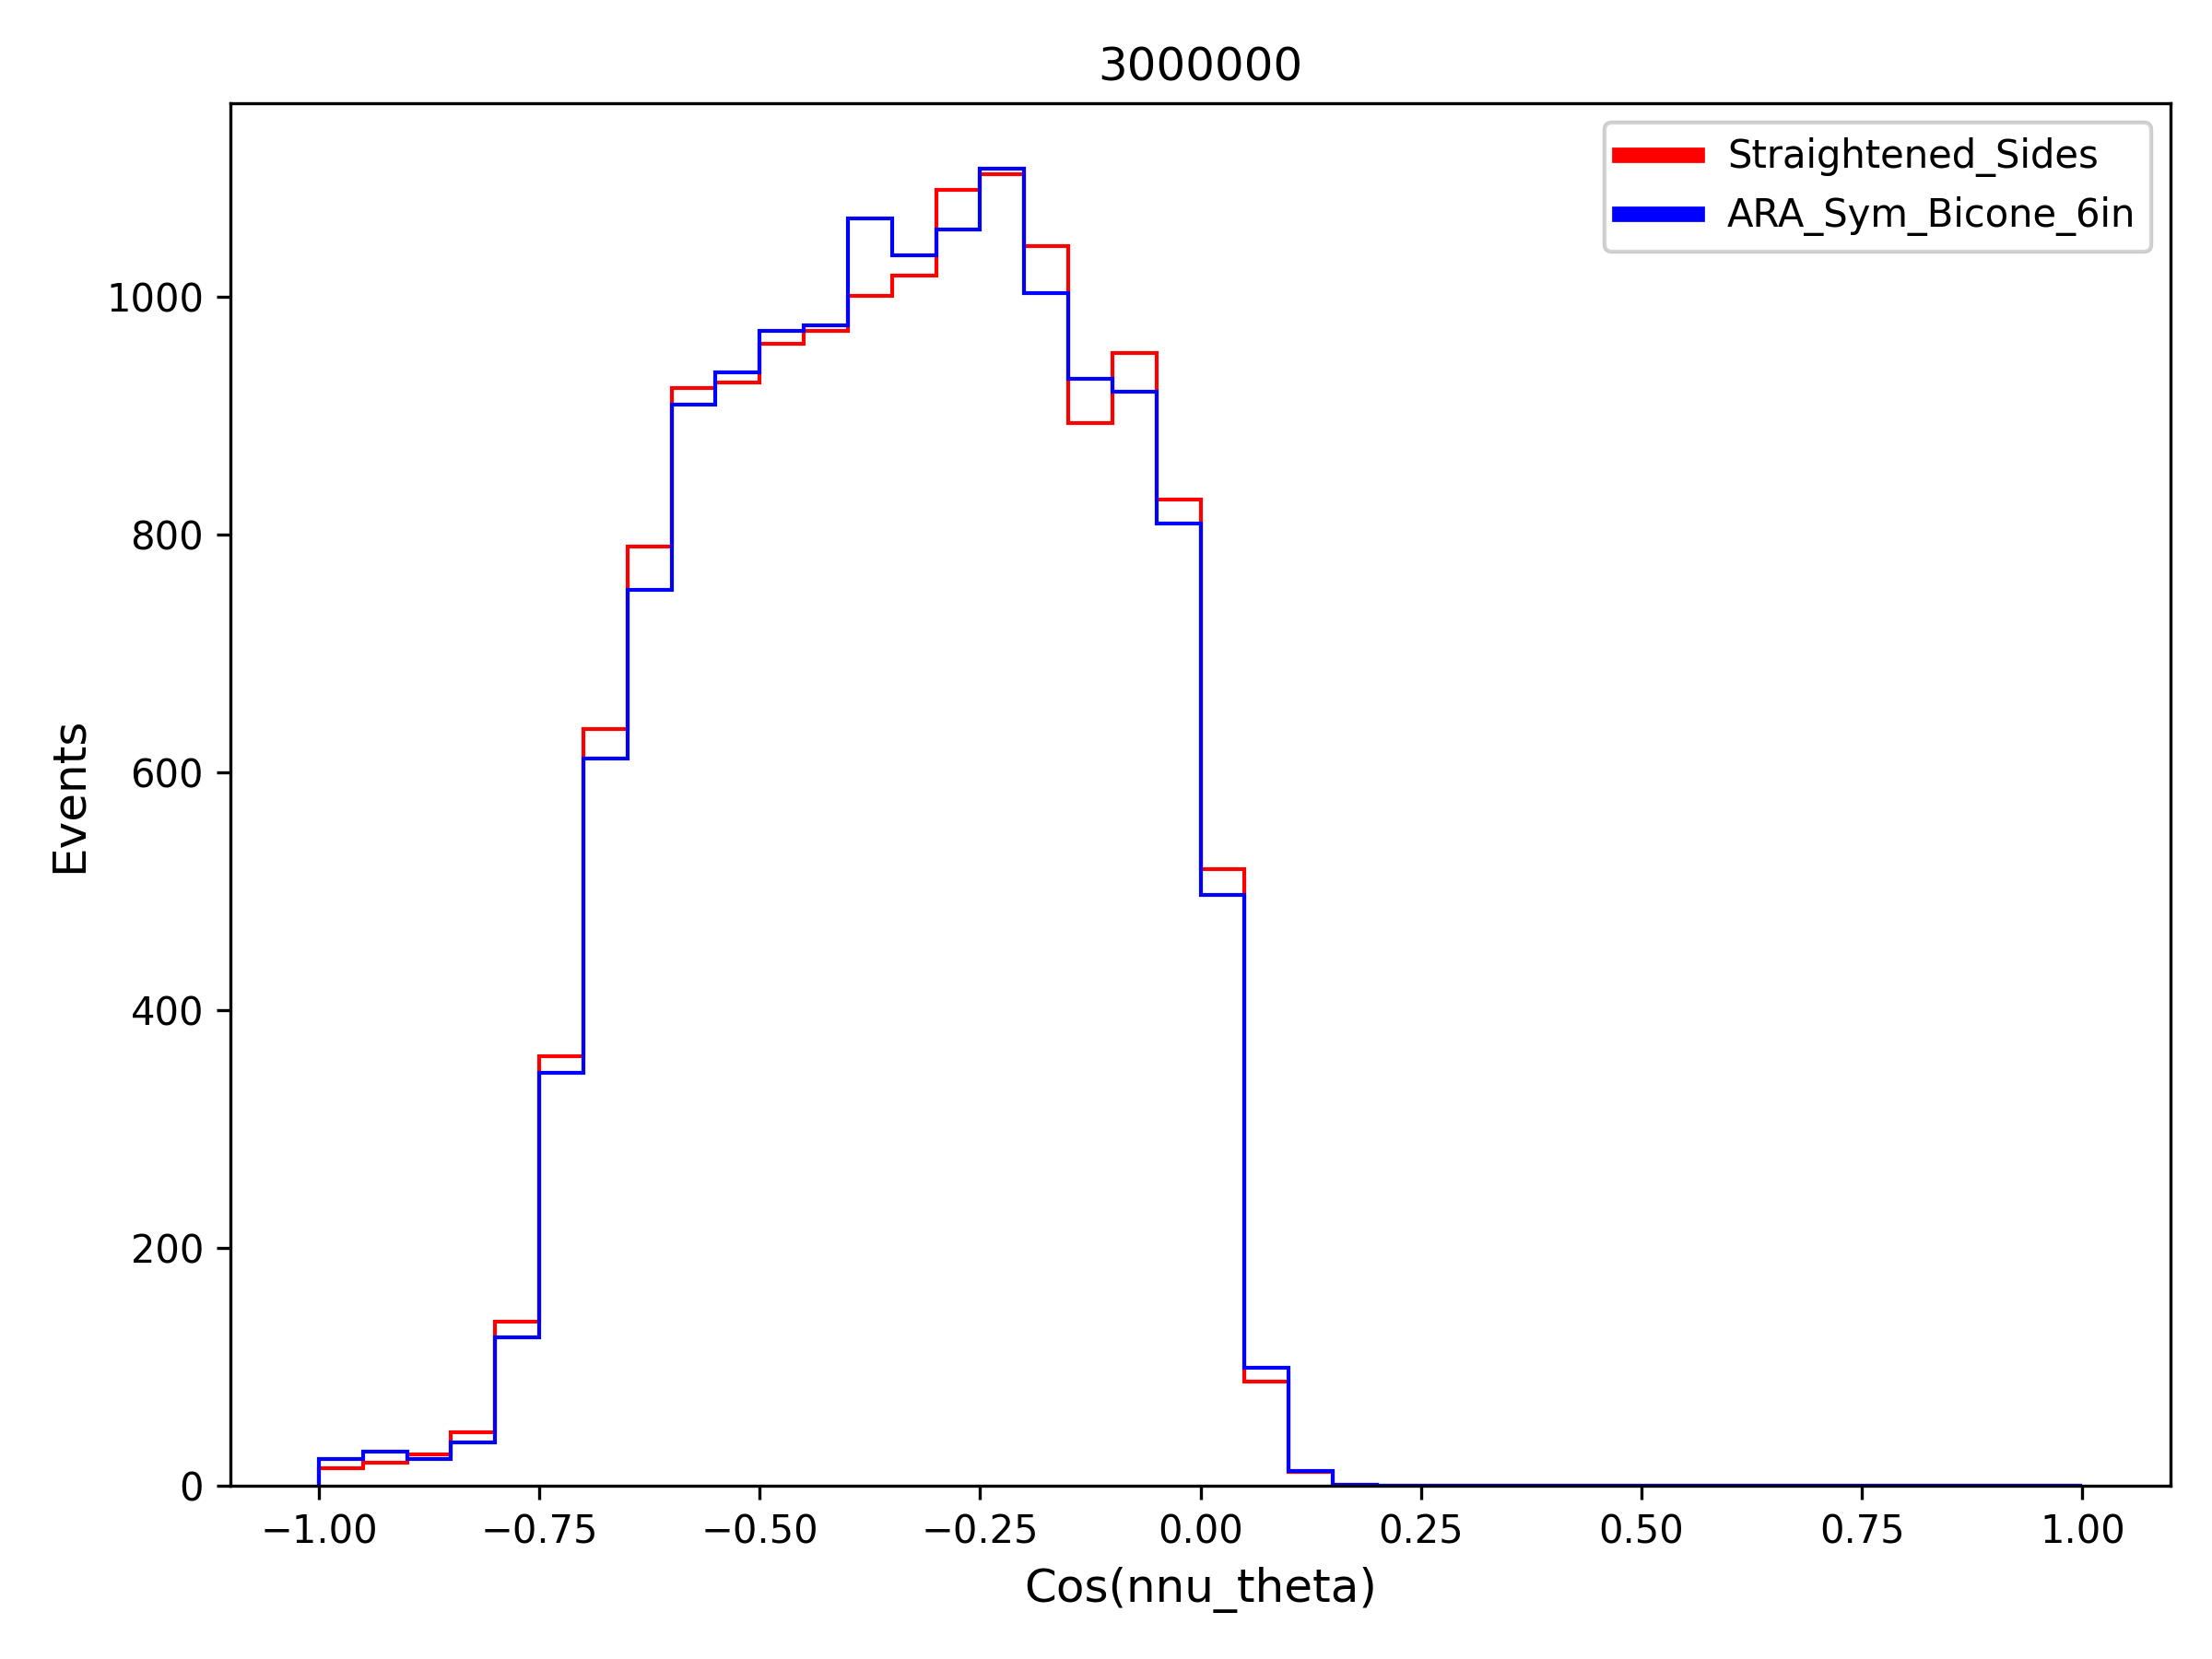 3000000
Straightened_Sides
ARA_Sym_Bicone_6in
Events
1000
800
600
400
200
0
−1.00 −0.75 −0.50 −0.25 0.00 0.25 0.50 0.75 1.00
Cos(nnu_theta)